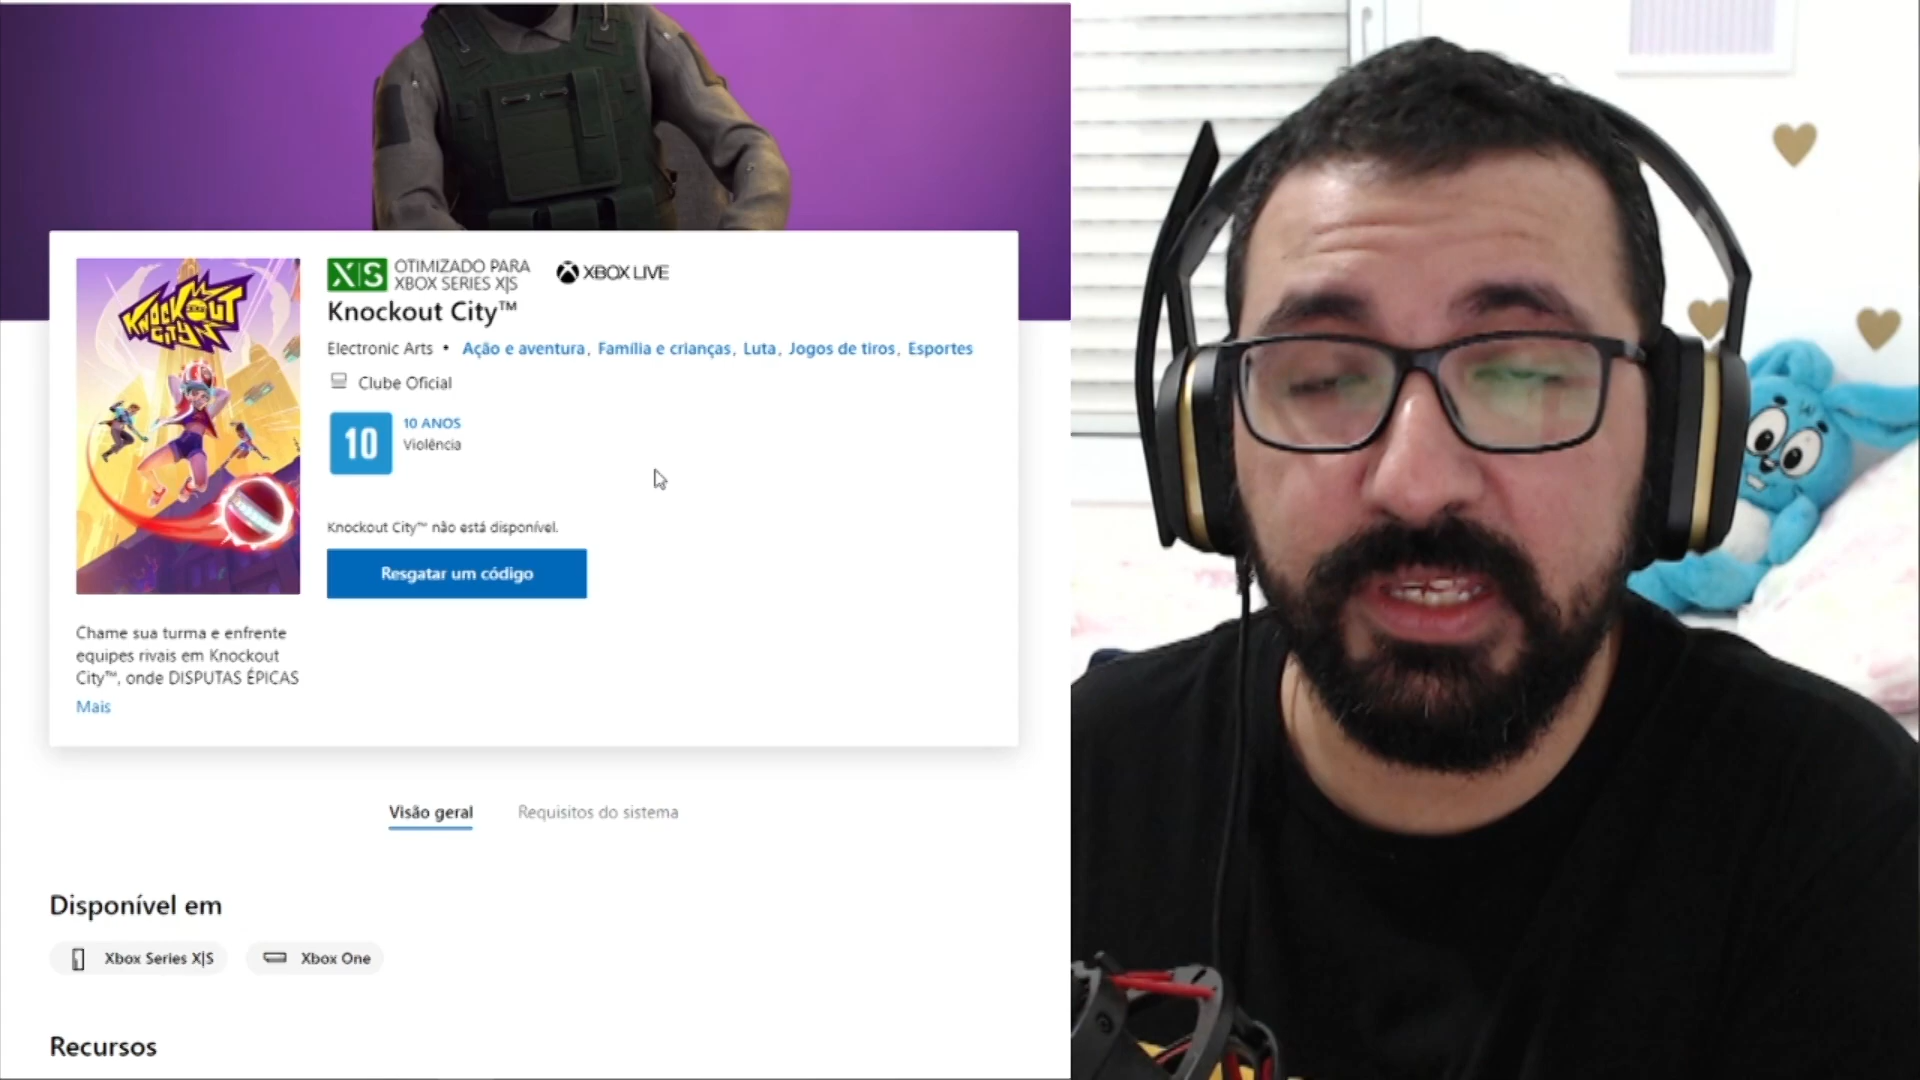 KNOCKOUT CITY
X|S OTIMIZADO PARA XBOX SERIES X|S
XBOX LIVE
Knockout City™
Electronic Arts • Ação e aventura, Família e crianças, Luta, Jogos de tiros, Esportes
Clube Oficial
10
10 ANOS
Violência
Knockout City™ não está disponível.
Resgatar um código
Chame sua turma e enfrente
equipes rivais em Knockout
City™, onde DISPUTAS ÉPICAS
Mais
Visão geral
Requisitos do sistema
Disponível em
Xbox Series X|S
Xbox One
Recursos